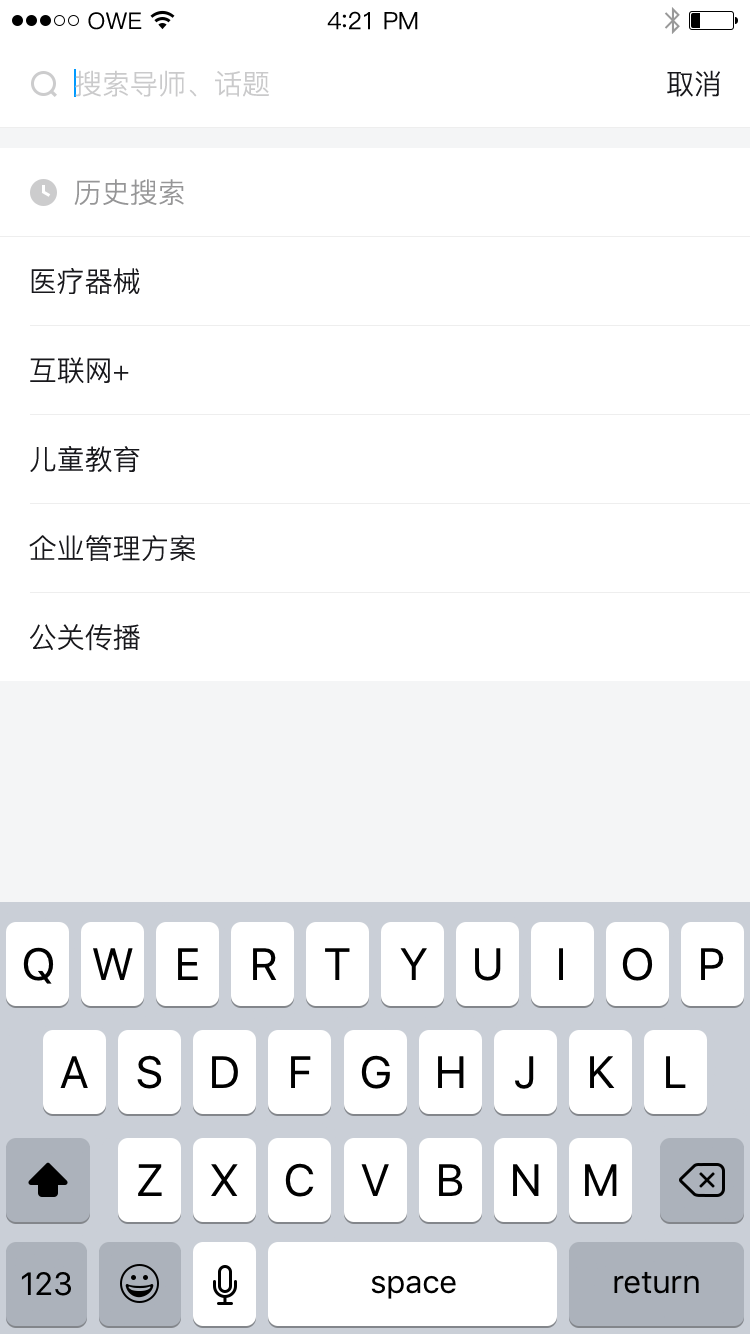 OWE 4:21 PM
搜索导师、话题 取消
历史搜索
医疗器械
互联网+
儿童教育
企业管理方案
公关传播
Q W E R T Y U I O P
A S D F G H J K L
Z X C V B N M
123 space return